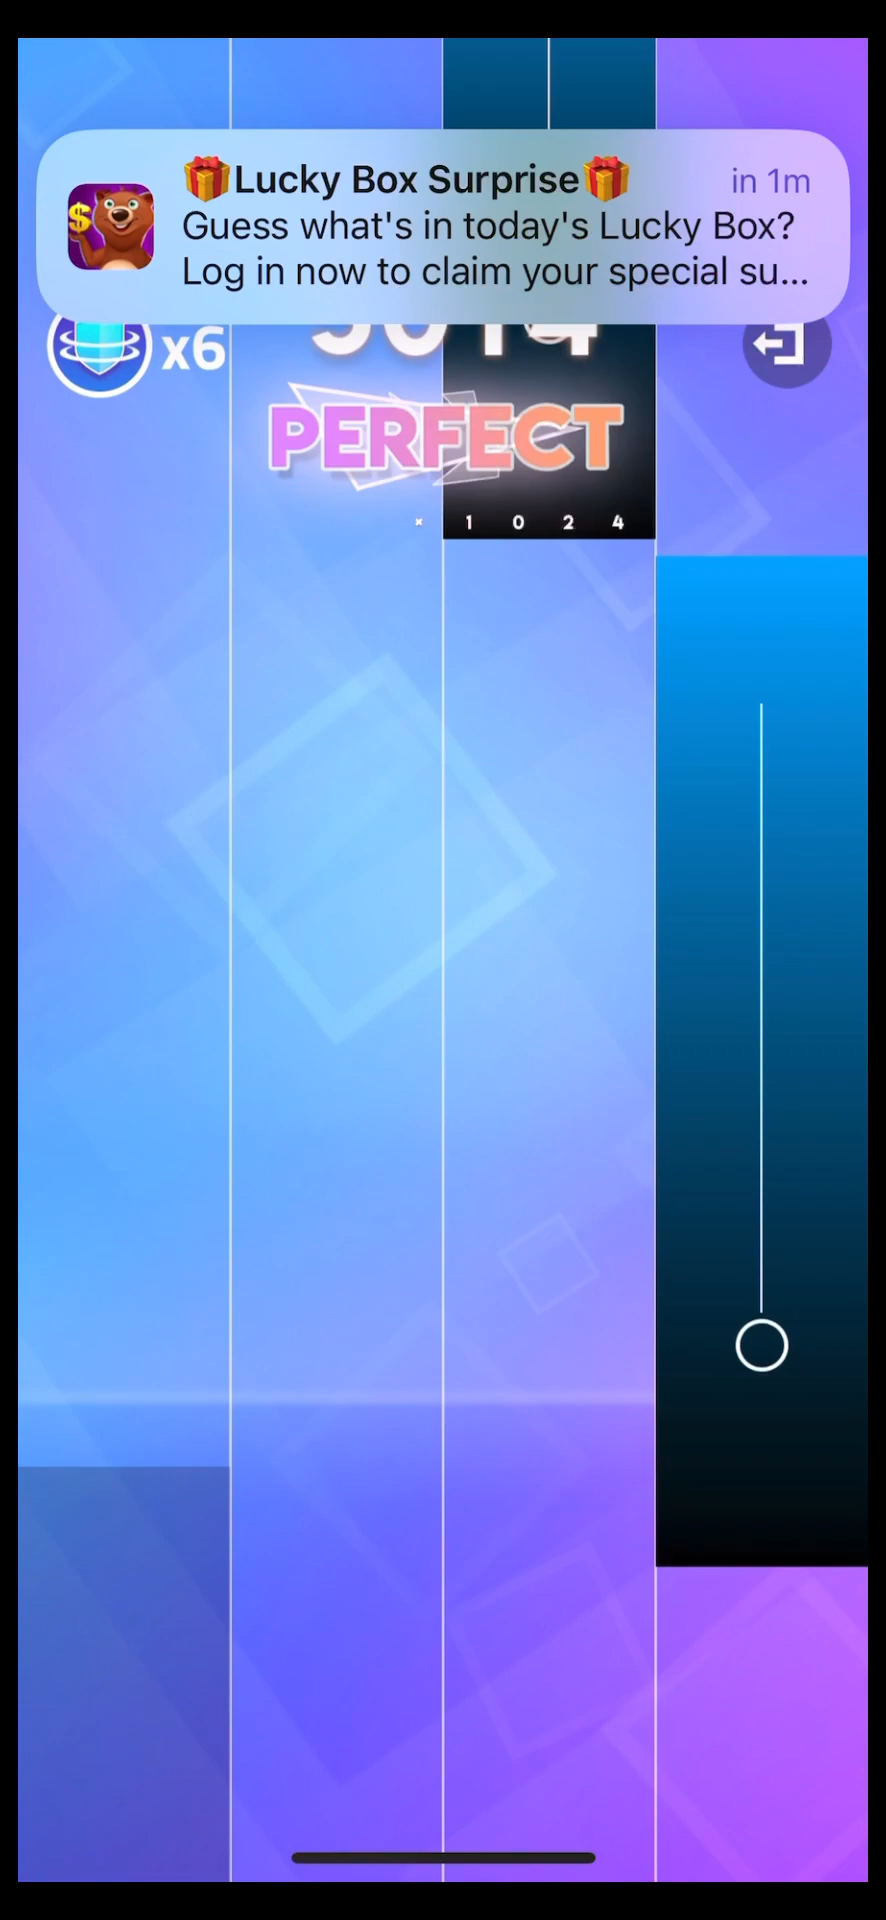 🎁Lucky Box Surprise🎁 in 1m
Guess what's in today's Lucky Box?
Log in now to claim your special su...
$
x6
PERFECT
× 1 0 2 4